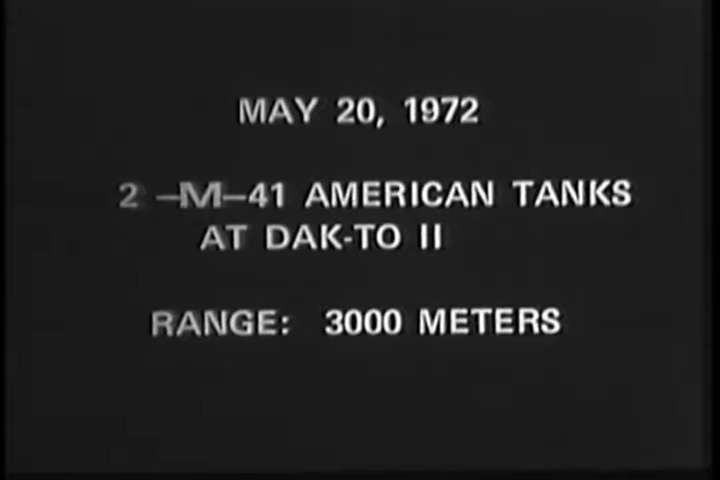 MAY 20, 1972
2 -M-41 AMERICAN TANKS
AT DAK-TO II
RANGE: 3000 METERS